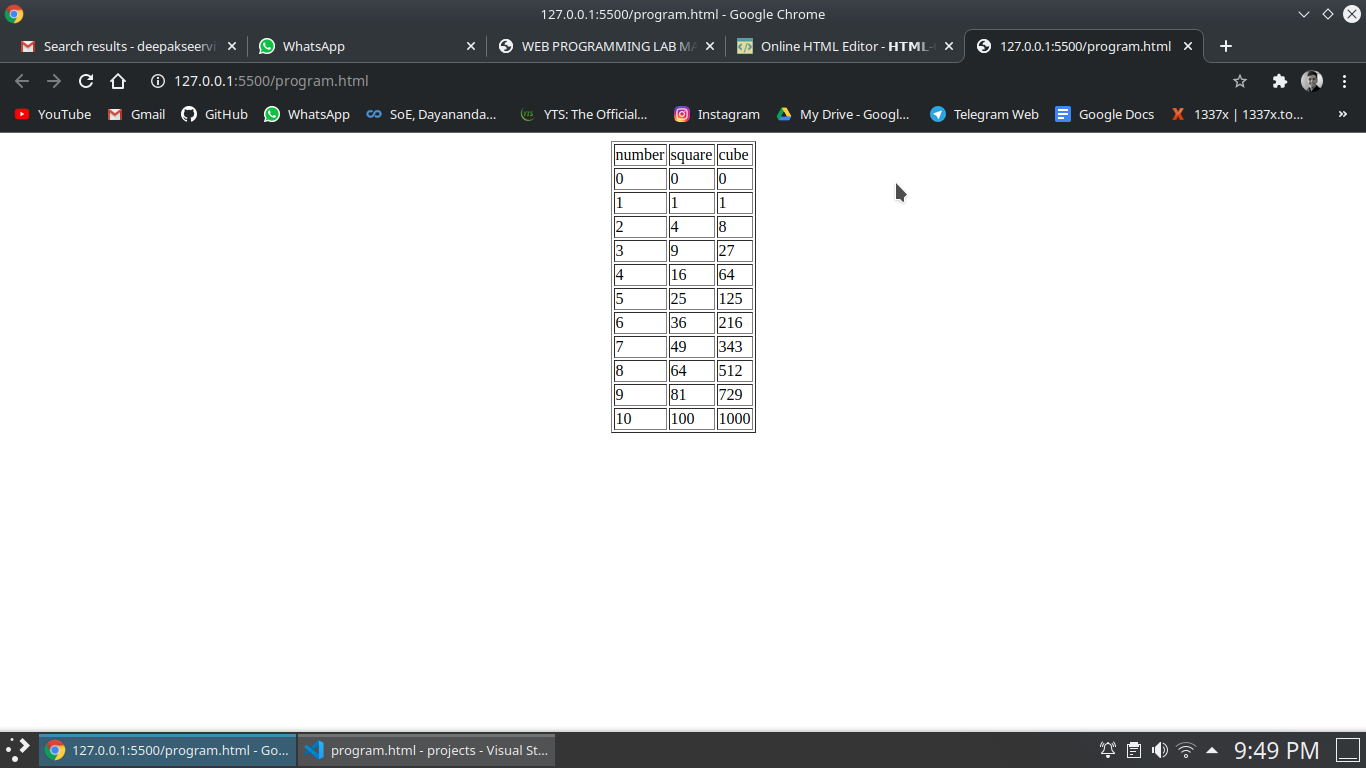 127.0.0.1:5500/program.html - Google Chrome
Search results - deepakseervi
WhatsApp
WEB PROGRAMMING LAB MA
Online HTML Editor - HTML-
127.0.0.1:5500/program.html
127.0.0.1:5500/program.html
YouTube Gmail GitHub WhatsApp SoE, Dayananda... YTS: The Official... Instagram My Drive - Googl... Telegram Web Google Docs 1337x | 1337x.to... »
number square cube
0 0 0
1 1 1
2 4 8
3 9 27
4 16 64
5 25 125
6 36 216
7 49 343
8 64 512
9 81 729
10 100 1000
127.0.0.1:5500/program.html - Go...
program.html - projects - Visual St...
9:49 PM